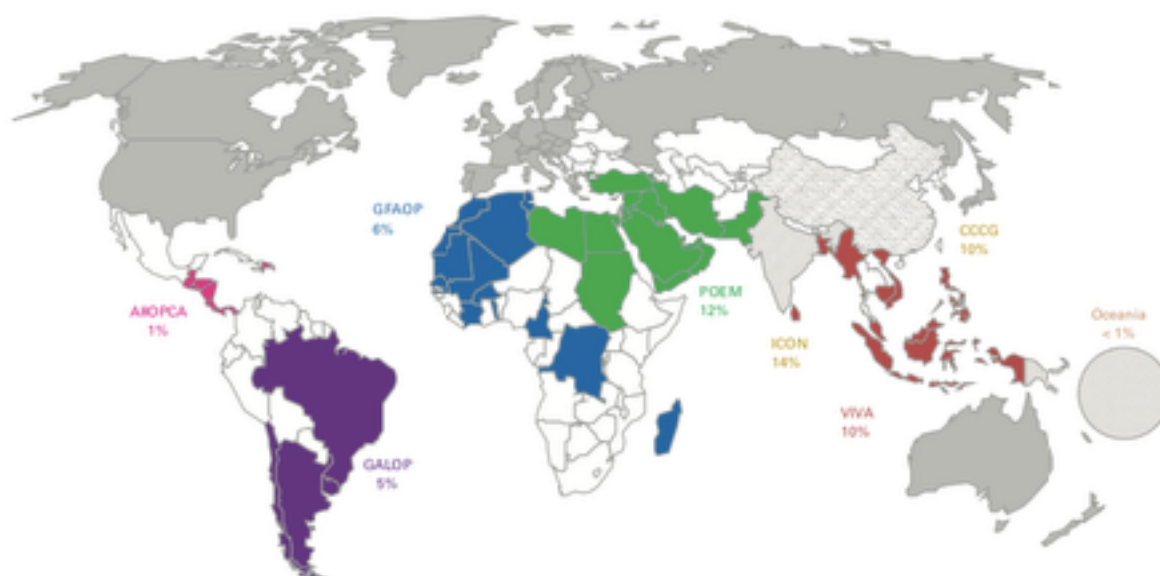 GFAOP
6%
CCCG
10%
POEM
12%
AHOPCA
1%
Oceania
< 1%
ICON
14%
VIVA
10%
GALOP
5%